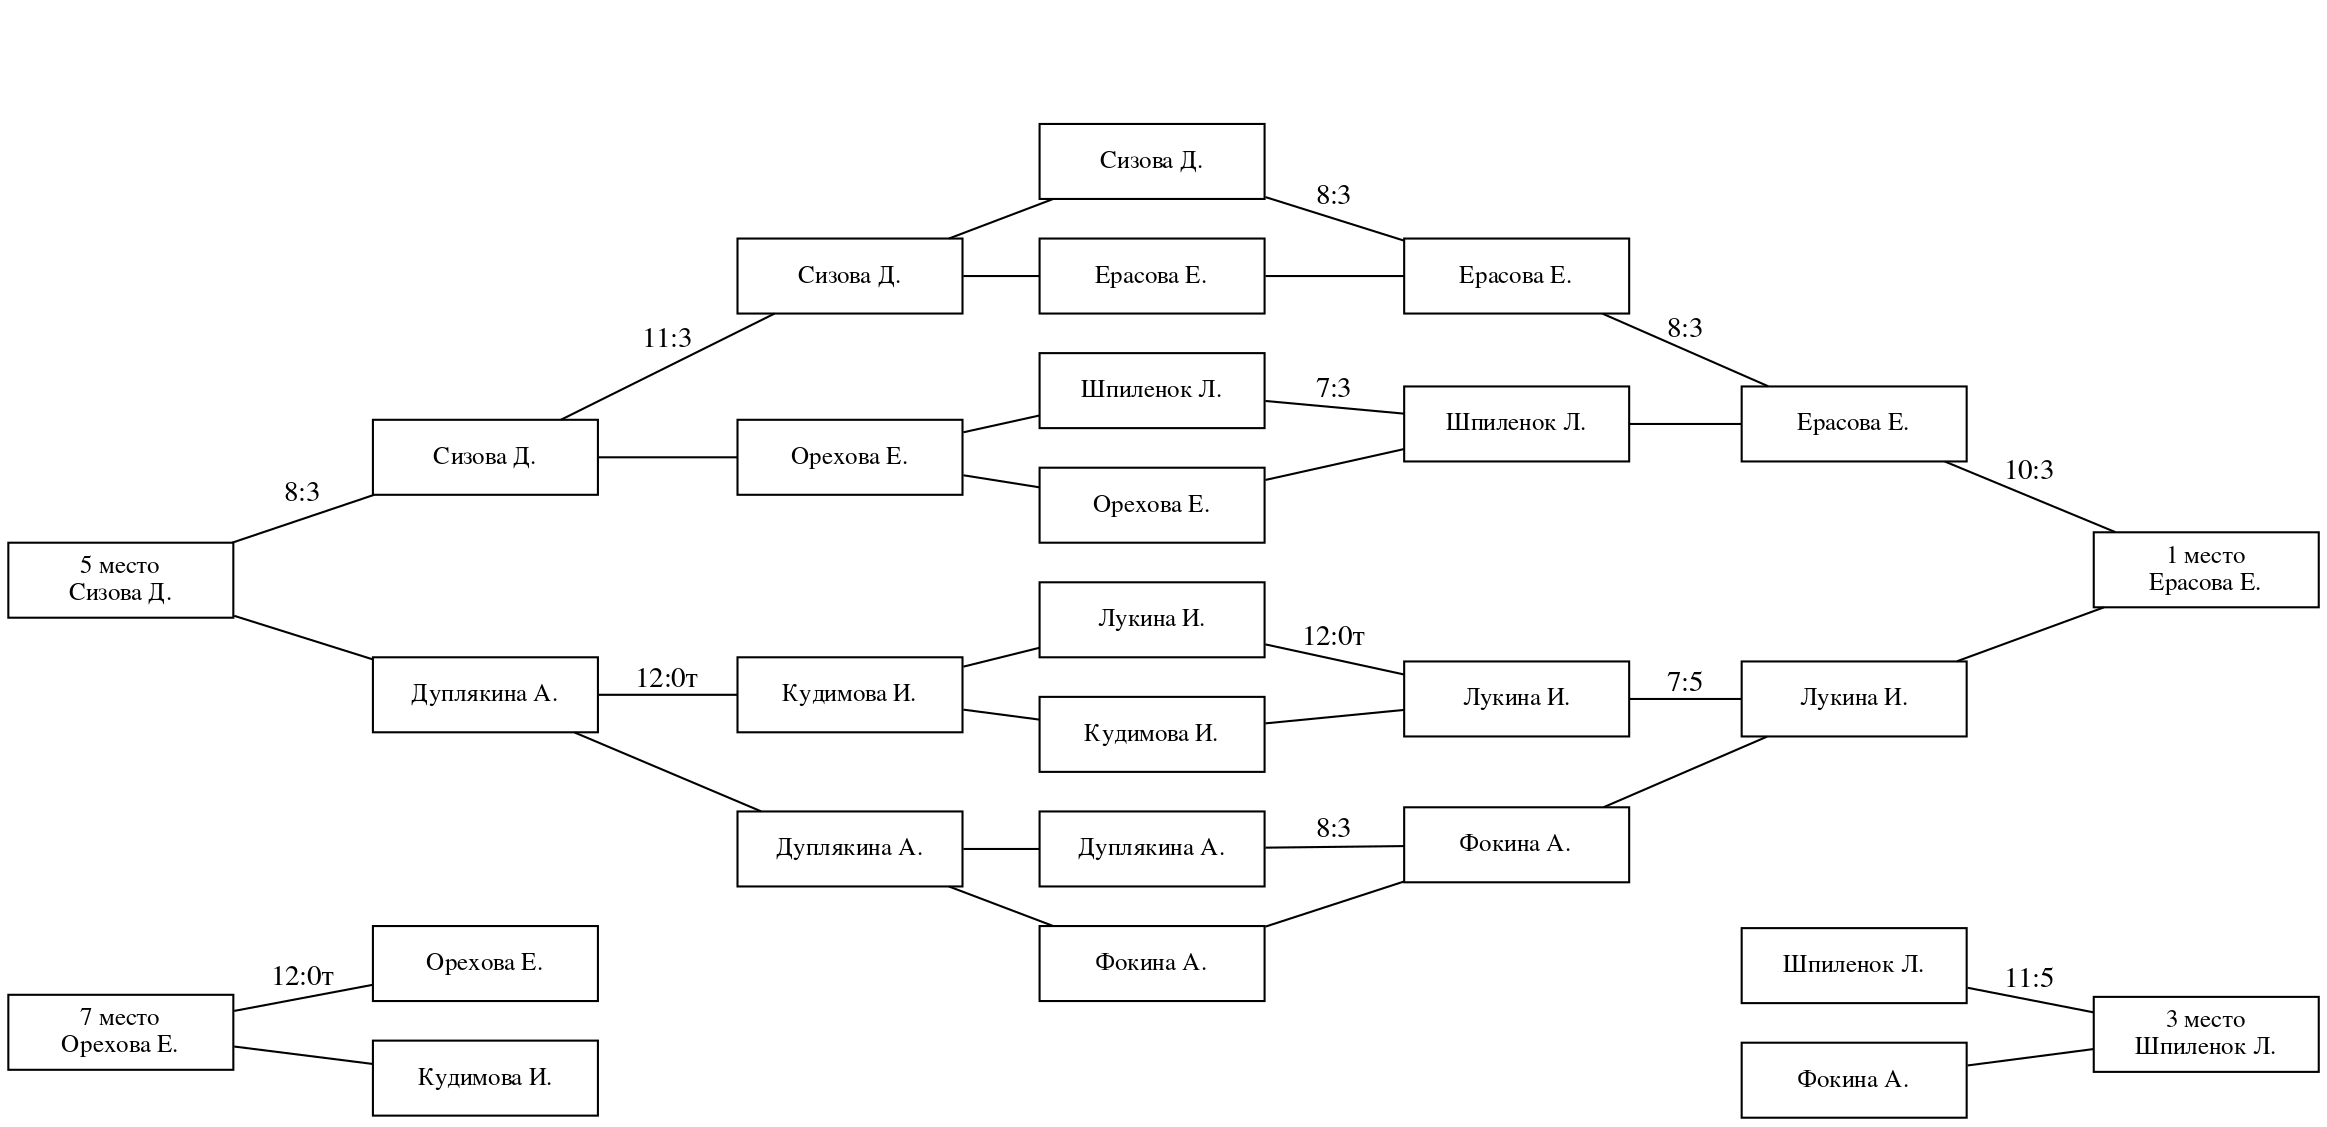 Сизова Д.
8:3
Сизова Д.
Ерасова Е.
Ерасова Е.
11:3
8:3
Шпиленок Л.
7:3
Шпиленок Л.
Ерасова Е.
Сизова Д.
Орехова Е.
8:3
10:3
Орехова Е.
5 место
Сизова Д.
1 место
Ерасова Е.
Лукина И.
12:0т
Дуплякина А.
12:0т
Кудимова И.
Лукина И.
7:5
Лукина И.
Кудимова И.
Дуплякина А.
Дуплякина А.
8:3
Фокина А.
Орехова Е.
Фокина А.
Шпиленок Л.
12:0т
11:5
7 место
Орехова Е.
3 место
Шпиленок Л.
Кудимова И.
Фокина А.